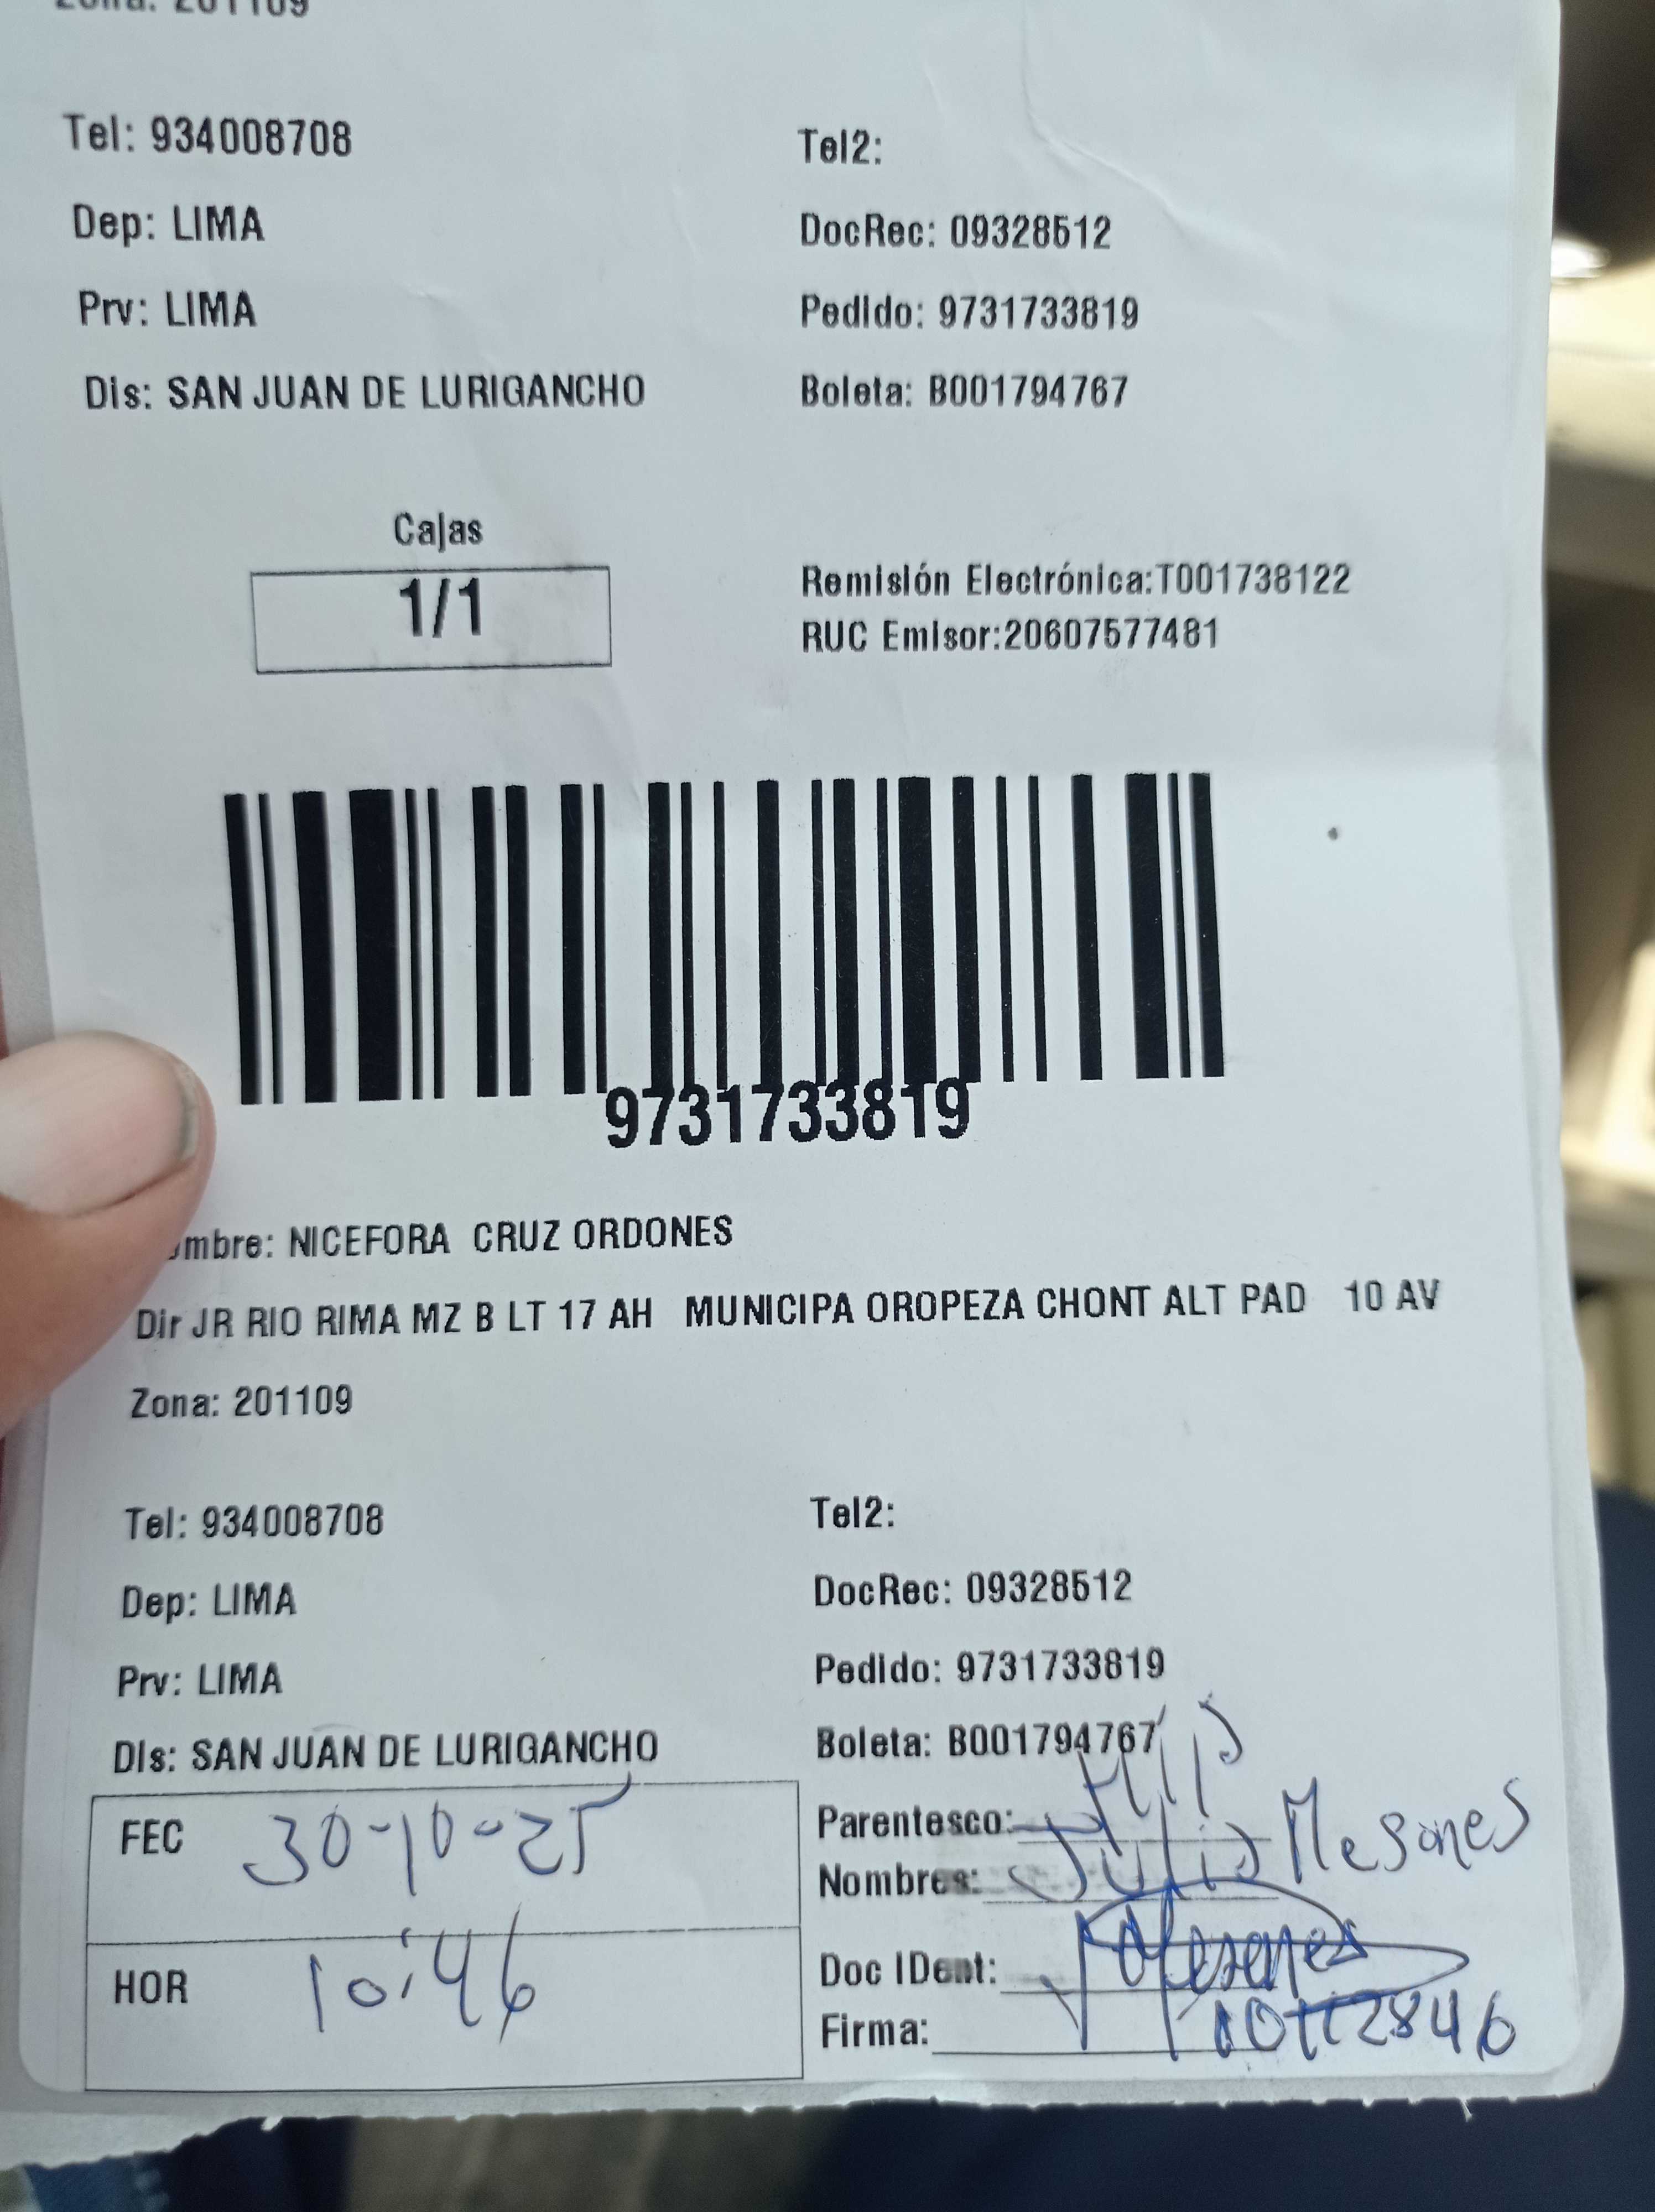 Zona: 201109
Tel: 934008708
Tel2:
Dep: LIMA
DocRec: 09328512
Prv: LIMA
Pedido: 9731733819
Dis: SAN JUAN DE LURIGANCHO
Boleta: B001794767
Cajas
1/1
Remisión Electrónica:T001738122
RUC Emisor:20607577481
9731733819
mbre: NICEFORA CRUZ ORDONES
Dir JR RIO RIMA MZ B LT 17 AH MUNICIPA OROPEZA CHONT ALT PAD 10 AV
Zona: 201109
Tel: 934008708
Tel2:
Dep: LIMA
DocRec: 09328512
Prv: LIMA
Pedido: 9731733819
Dis: SAN JUAN DE LURIGANCHO
Boleta: B001794767
FEC 30-10-25
Parentesco:
Nombres: Julio Mesones
HOR 10:46
Doc IDent:
Firma: